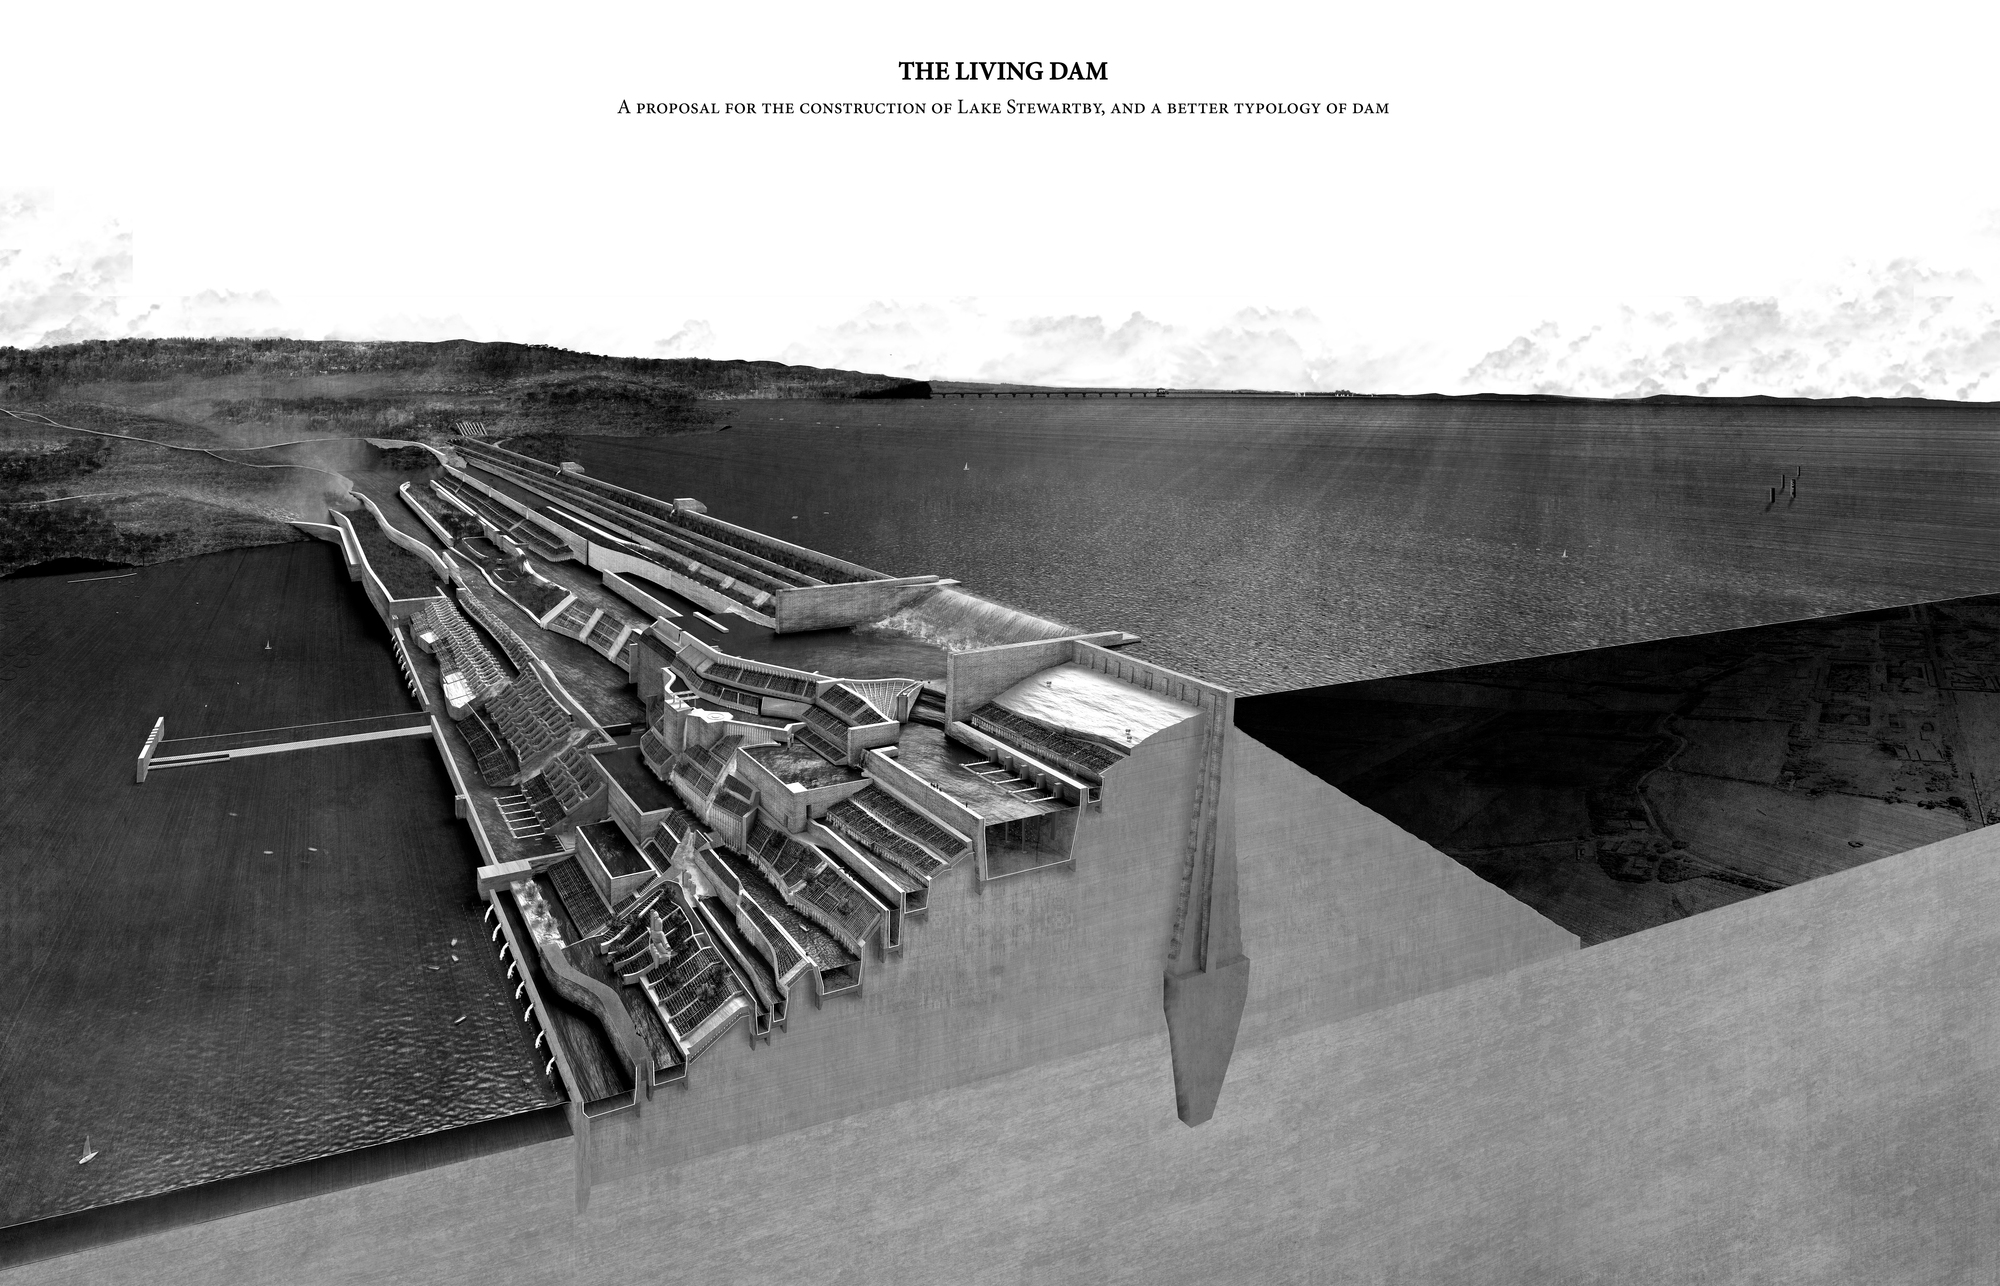 THE LIVING DAM
A proposal for the construction of Lake Stewartby, and a better typology of dam